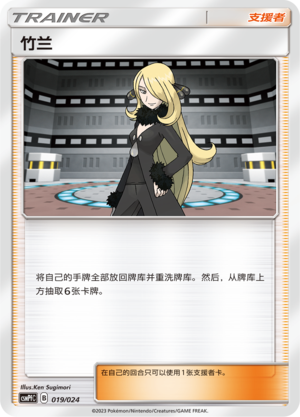 TRAINER 支援者
竹兰
将自己的手牌全部放回牌库并重洗牌库。然后，从牌库上
方抽取6张卡牌。
Illus.Ken Sugimori
在自己的回合只可以使用1张支援者卡。
CSMPiC B 019/024
©2023 Pokémon/Nintendo/Creatures/GAME FREAK.